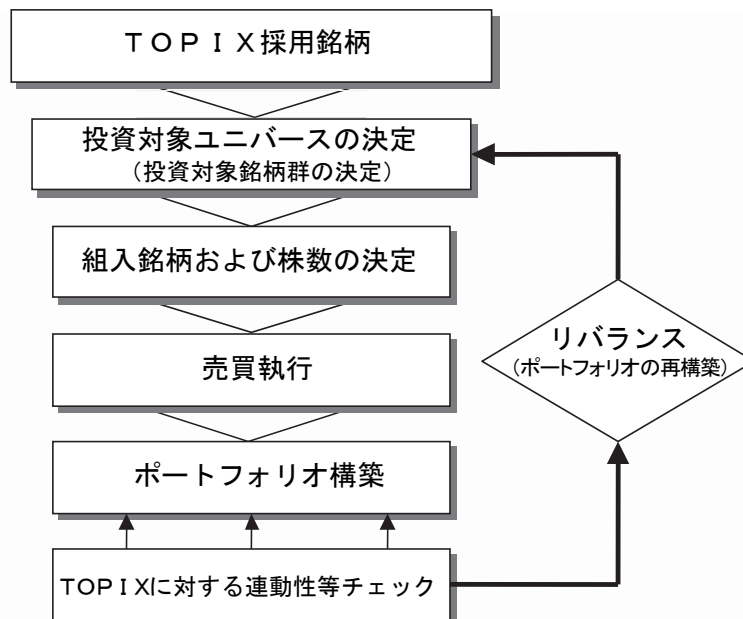 ＴＯＰＩＸ採用銘柄
投資対象ユニバースの決定
（投資対象銘柄群の決定）
組入銘柄および株数の決定
リバランス
（ポートフォリオの再構築）
売買執行
ポートフォリオ構築
ＴＯＰＩＸに対する連動性等チェック